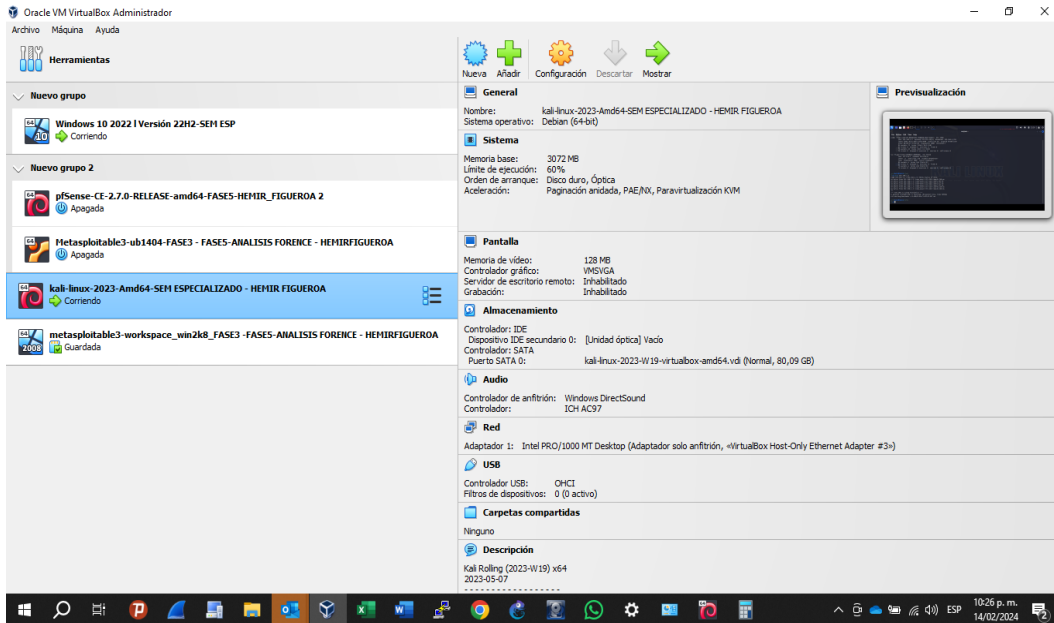 Oracle VM VirtualBox Administrador
Archivo Máquina Ayuda
Herramientas
Nueva Añadir Configuración Descartar Mostrar
Nuevo grupo
64
10
Windows 10 2022 l Versión 22H2-SEM ESP
Corriendo
Nuevo grupo 2
64
pfSense-CE-2.7.0-RELEASE-amd64-FASE5-HEMIR_FIGUEROA 2
Apagada
64
Metasploitable3-ub1404-FASE3 - FASE5-ANALISIS FORENCE - HEMIRFIGUEROA
Apagada
64
kali-linux-2023-Amd64-SEM ESPECIALIZADO - HEMIR FIGUEROA
Corriendo
64
2008
metasploitable3-workspace_win2k8_FASE3 -FASE5-ANALISIS FORENCE - HEMIRFIGUEROA
Guardada
General
Nombre: kali-linux-2023-Amd64-SEM ESPECIALIZADO - HEMIR FIGUEROA
Sistema operativo: Debian (64-bit)
Previsualización
Sistema
Memoria base: 3072 MB
Límite de ejecución: 60%
Orden de arranque: Disco duro, Óptica
Aceleración: Paginación anidada, PAE/NX, Paravirtualización KVM
Pantalla
Memoria de vídeo: 128 MB
Controlador gráfico: VMSVGA
Servidor de escritorio remoto: Inhabilitado
Grabación: Inhabilitado
Almacenamiento
Controlador: IDE
Dispositivo IDE secundario 0: [Unidad óptica] Vacío
Controlador: SATA
Puerto SATA 0: kali-linux-2023-W19-virtualbox-amd64.vdi (Normal, 80,09 GB)
Audio
Controlador de anfitrión: Windows DirectSound
Controlador: ICH AC97
Red
Adaptador 1: Intel PRO/1000 MT Desktop (Adaptador solo anfitrión, «VirtualBox Host-Only Ethernet Adapter #3»)
USB
Controlador USB: OHCI
Filtros de dispositivos: 0 (0 activo)
Carpetas compartidas
Ninguno
Descripción
Kali Rolling (2023-W19) x64
2023-05-07
- - - - - - - - - - - - - - - - - -
ESP
10:26 p. m.
14/02/2024
2